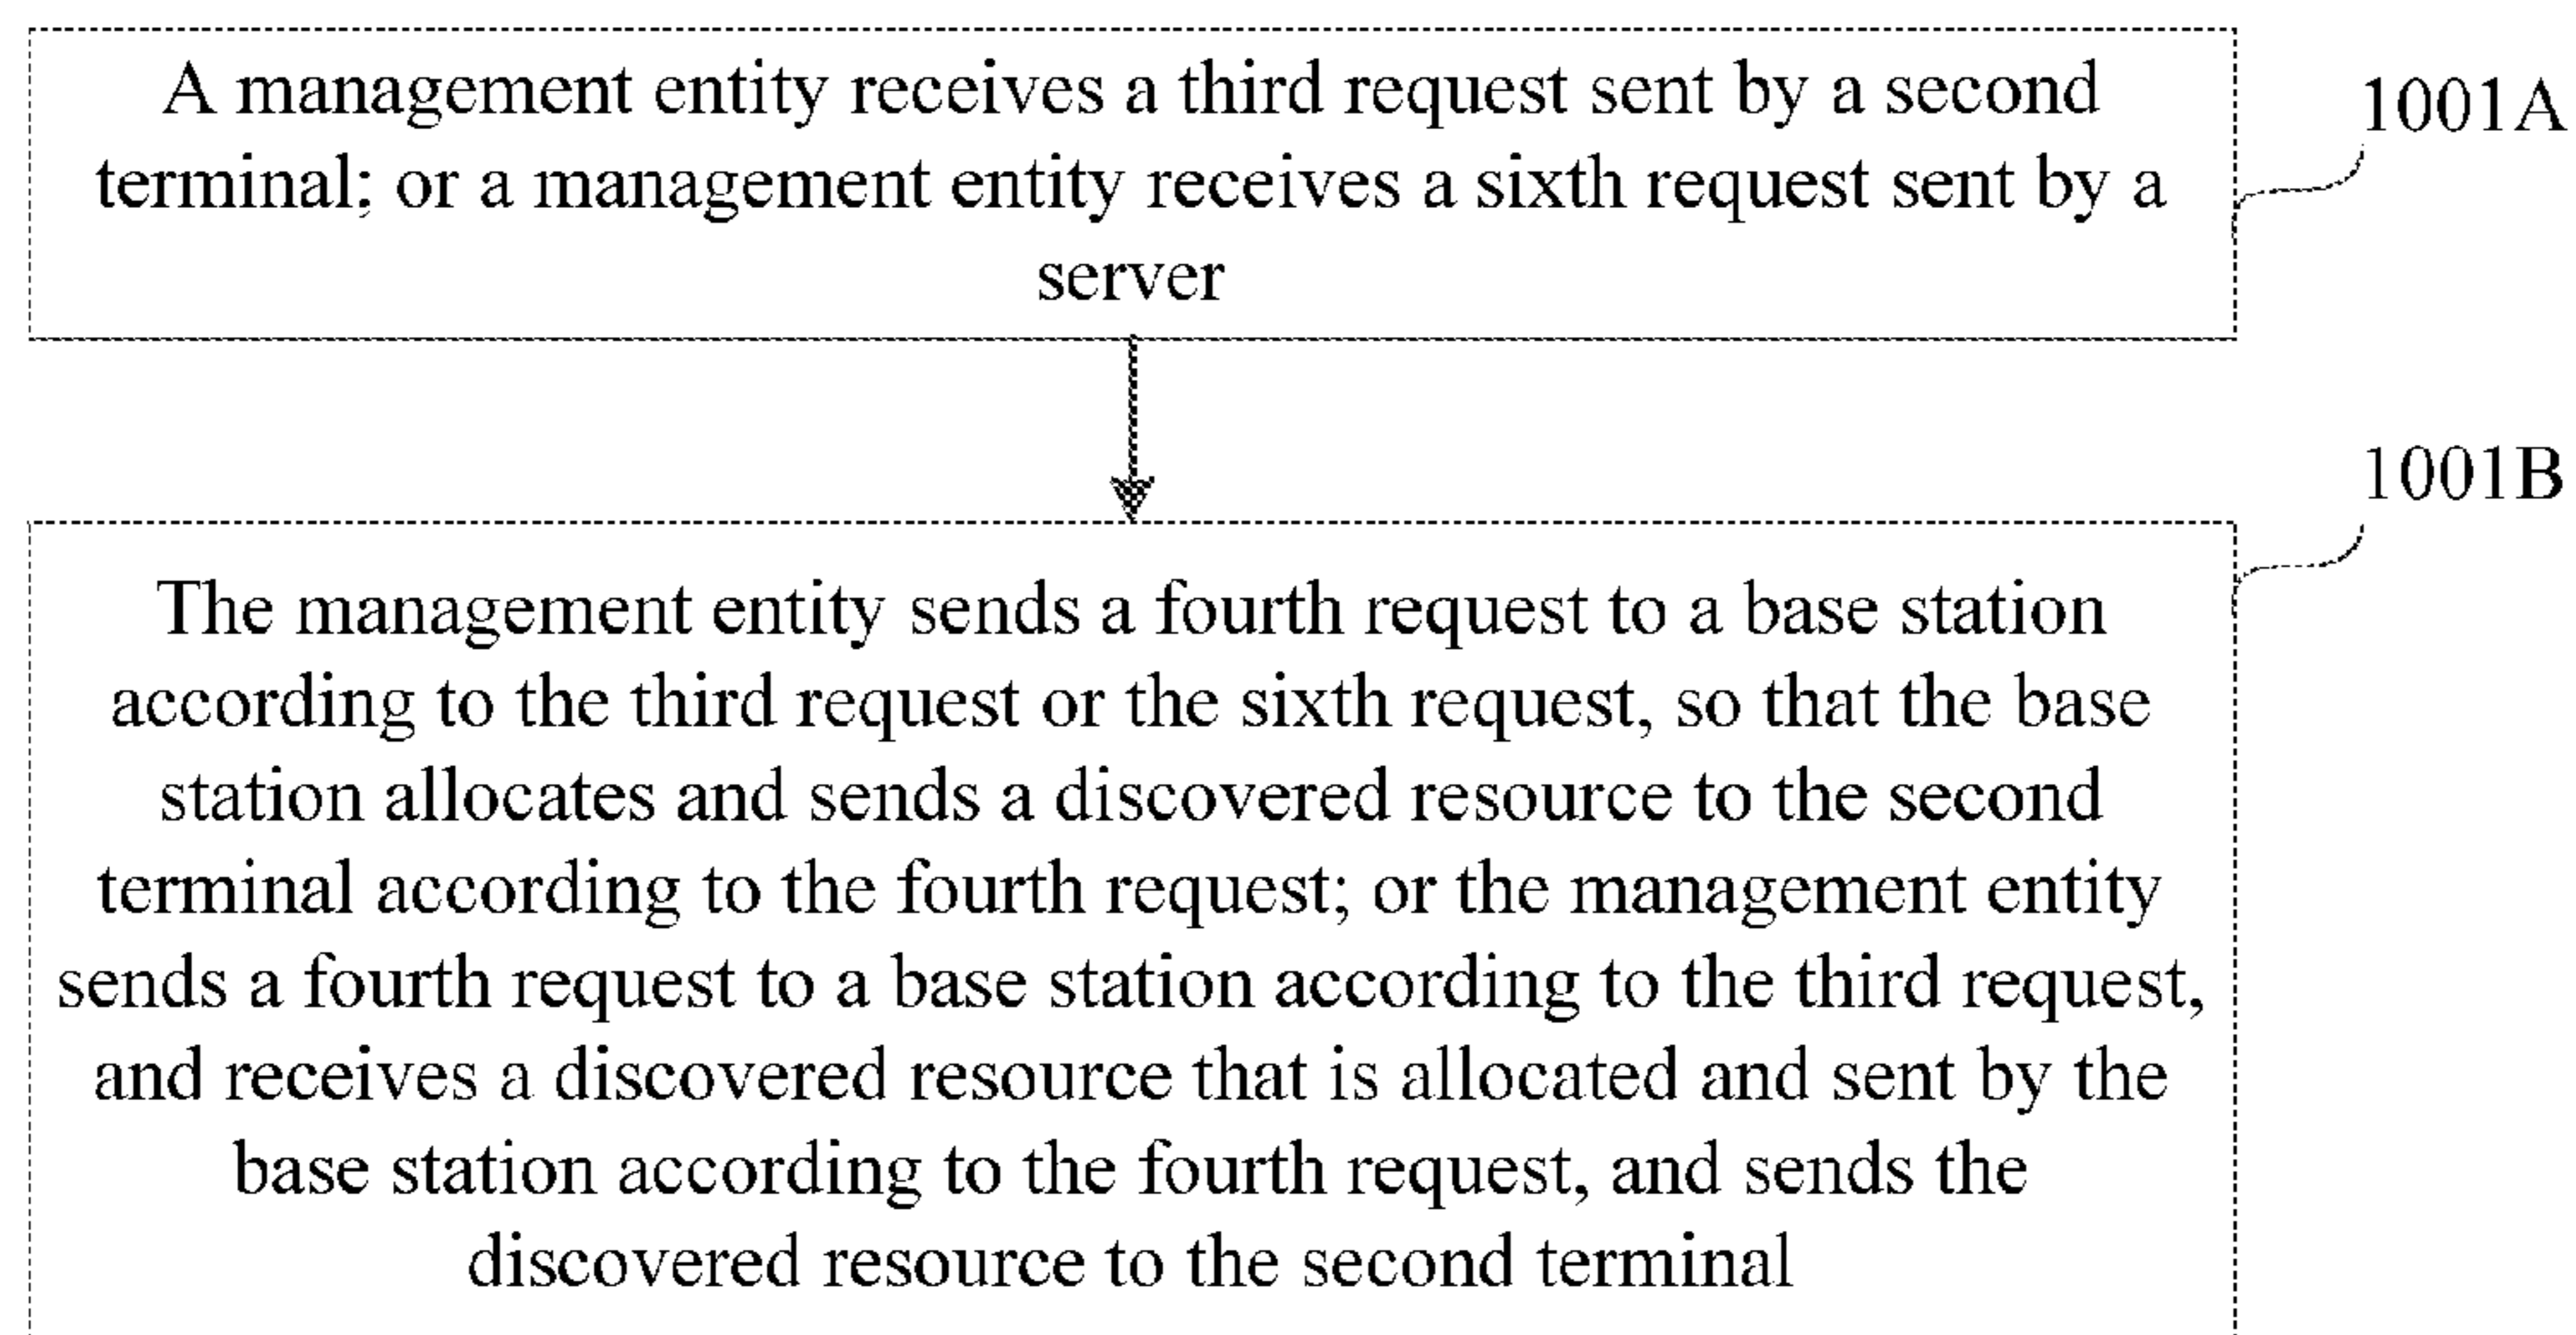 A management entity receives a third request sent by a second
terminal; or a management entity receives a sixth request sent by a
server
1001A
1001B
The management entity sends a fourth request to a base station
according to the third request or the sixth request, so that the base
station allocates and sends a discovered resource to the second
terminal according to the fourth request; or the management entity
sends a fourth request to a base station according to the third request,
and receives a discovered resource that is allocated and sent by the
base station according to the fourth request, and sends the
discovered resource to the second terminal